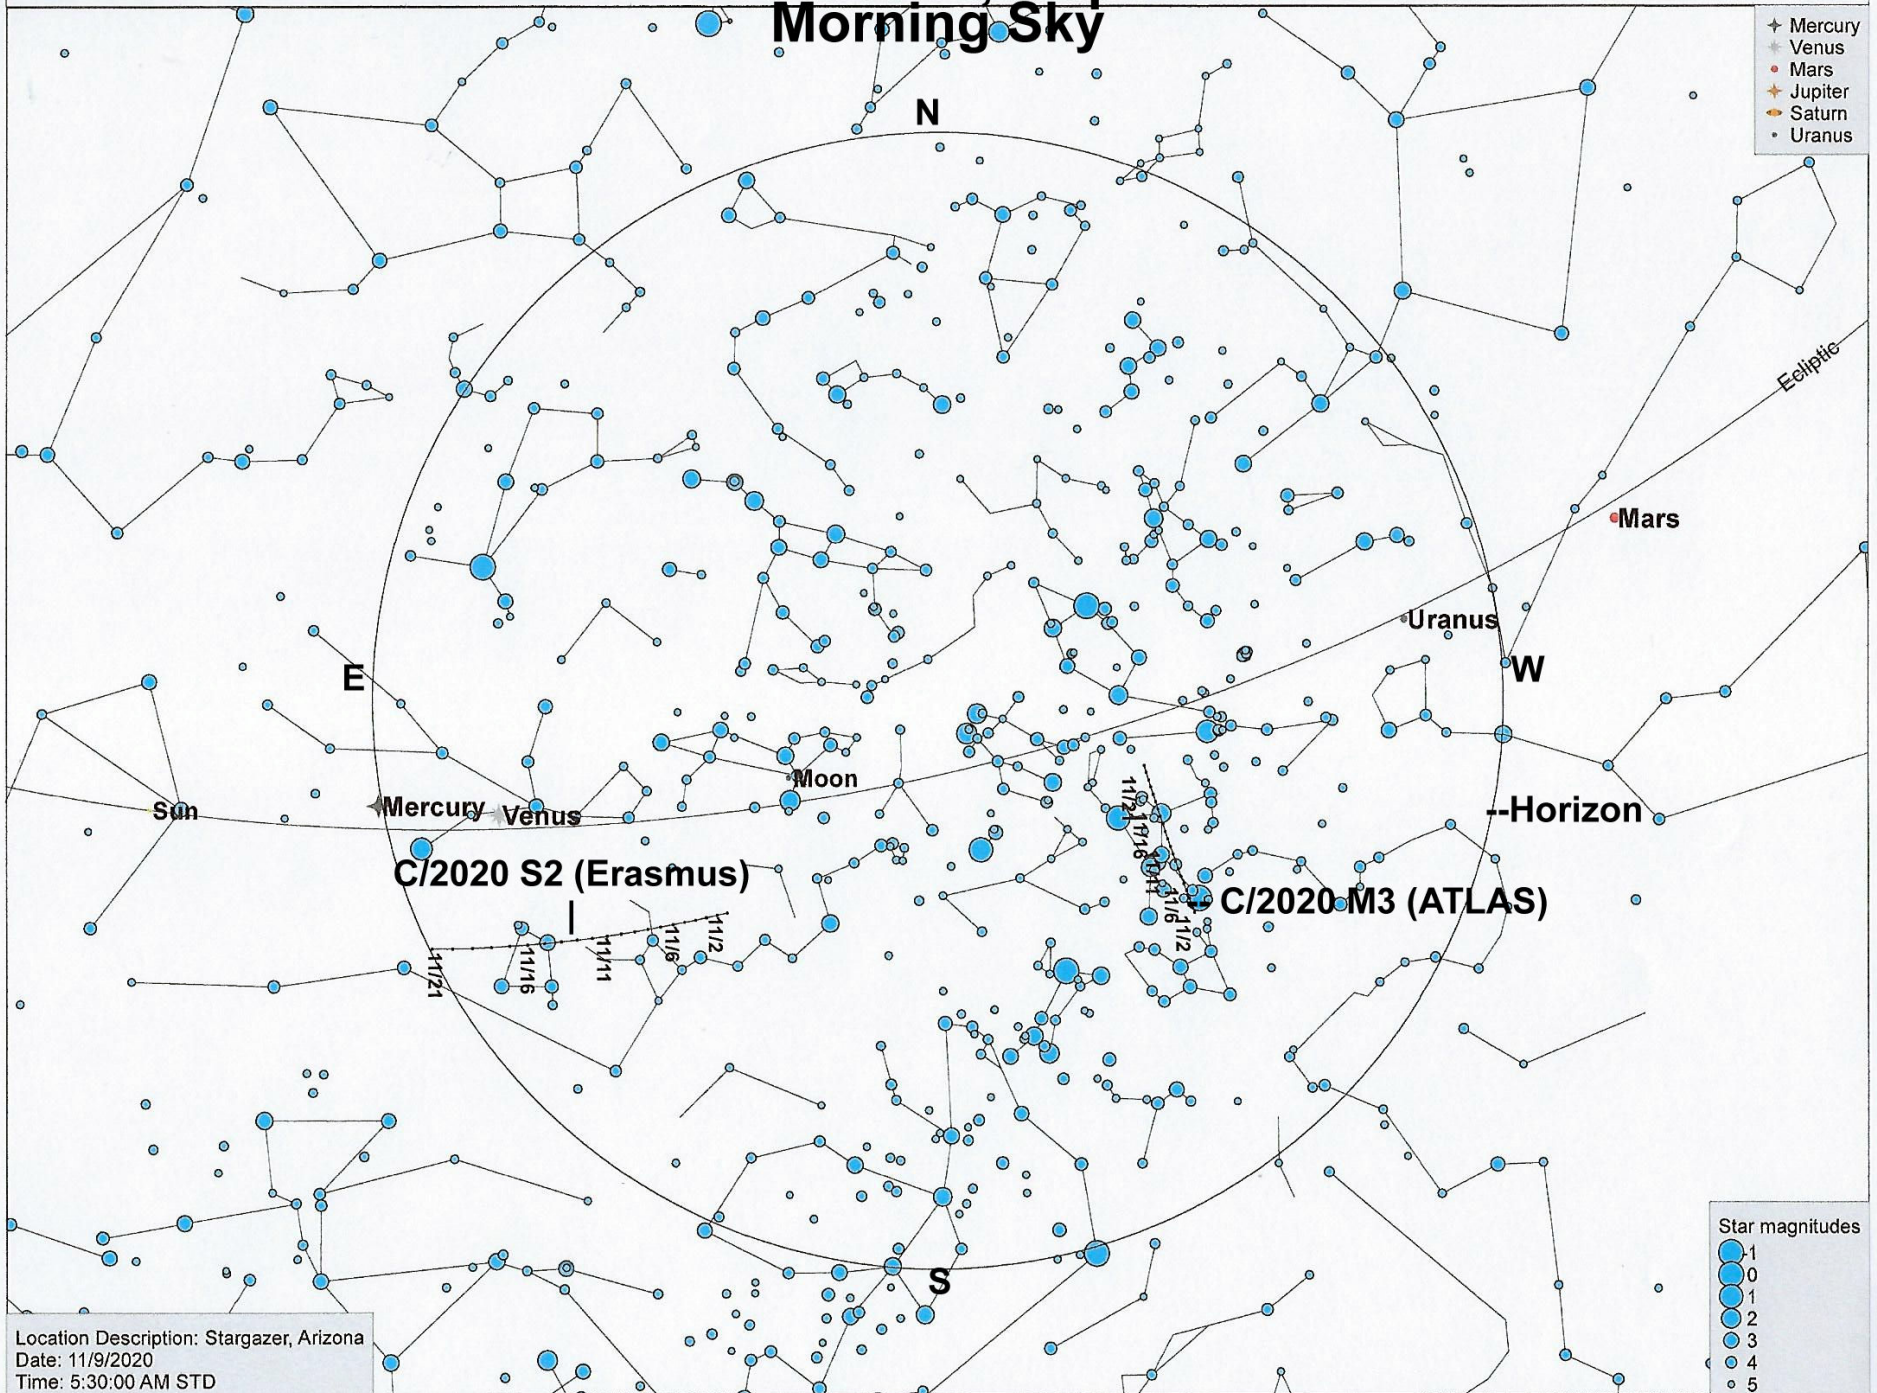 Morning Sky
Mercury
Venus
Mars
Jupiter
Saturn
Uranus
N
Ecliptic
Mars
Uranus
E
W
Moon
Sun
Mercury
Venus
--Horizon
C/2020 S2 (Erasmus)
C/2020 M3 (ATLAS)
11/21
11/16
11/11
11/6
11/2
11/21
11/16
11/11
11/6
11/2
S
Star magnitudes
-1
0
1
2
3
4
5
Location Description: Stargazer, Arizona
Date: 11/9/2020
Time: 5:30:00 AM STD